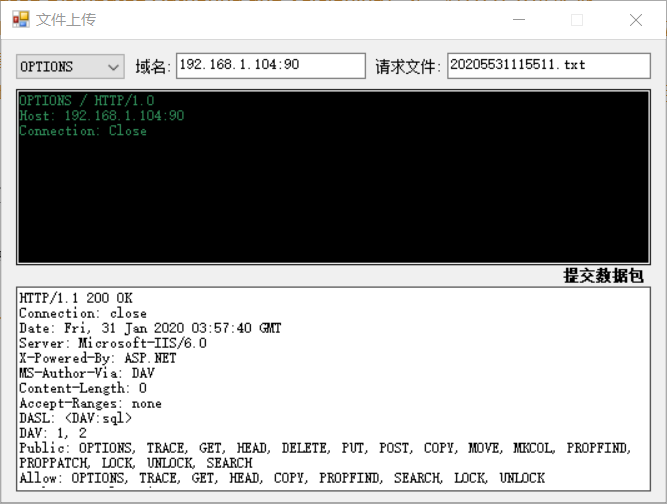 文件上传
OPTIONS 域名: 192.168.1.104:90 请求文件: 20205531115511.txt
OPTIONS / HTTP/1.0
Host: 192.168.1.104:90
Connection: Close
提交数据包
HTTP/1.1 200 OK
Connection: close
Date: Fri, 31 Jan 2020 03:57:40 GMT
Server: Microsoft-IIS/6.0
X-Powered-By: ASP.NET
MS-Author-Via: DAV
Content-Length: 0
Accept-Ranges: none
DASL: <DAV:sql>
DAV: 1, 2
Public: OPTIONS, TRACE, GET, HEAD, DELETE, PUT, POST, COPY, MOVE, MKCOL, PROPFIND,
PROPPATCH, LOCK, UNLOCK, SEARCH
Allow: OPTIONS, TRACE, GET, HEAD, COPY, PROPFIND, SEARCH, LOCK, UNLOCK